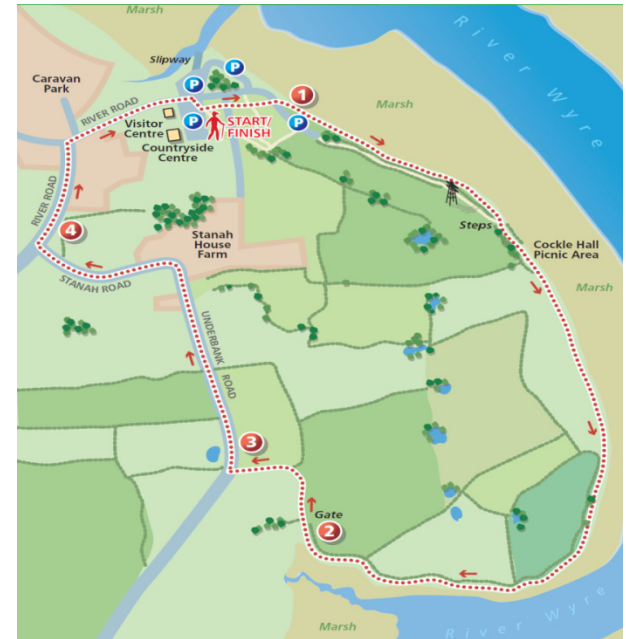 Marsh
River Wyre
Slipway
P
P
Caravan
Park
1
RIVER ROAD
Marsh
Visitor
Centre
P
START/
FINISH
P
Countryside
Centre
RIVER ROAD
4
Stanah
House
Farm
Steps
Cockle Hall
Picnic Area
STANAH ROAD
Marsh
UNDERBANK ROAD
3
Gate
2
Marsh
River Wyre